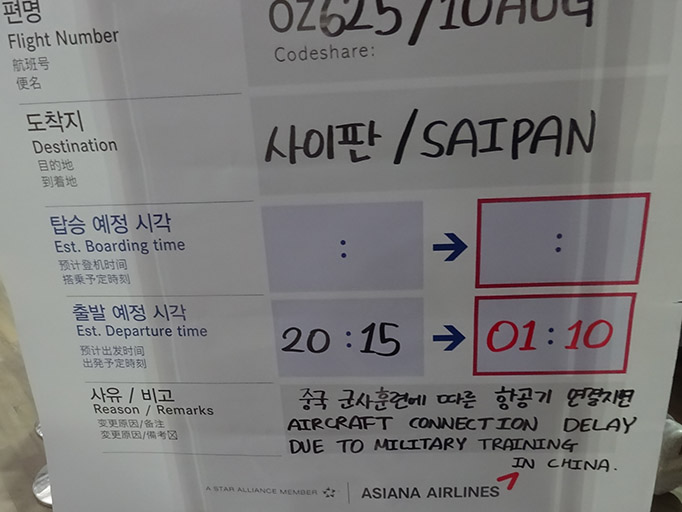 편명
Flight Number
航班号
便名
OZ625/10AUG
Codeshare:
도착지
Destination
目的地
到着地
사이판/SAIPAN
탑승 예정 시각
Est. Boarding time
预计登机时间
搭乗予定時刻
: → :
출발 예정 시각
Est. Departure time
预计出发时间
出発予定時刻
20:15 → 01:10
사유 / 비고
Reason / Remarks
变更原因/备注
変更原因/備考
중국 군사훈련에 따른 항공기 연결지연
AIRCRAFT CONNECTION DELAY
DUE TO MILITARY TRAINING
IN CHINA.
A STAR ALLIANCE MEMBER
ASIANA AIRLINES